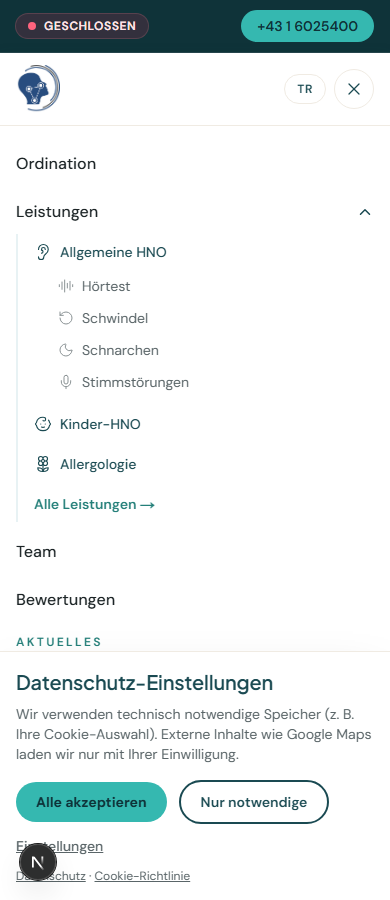 GESCHLOSSEN
+43 1 6025400
TR
Ordination
Leistungen
Allgemeine HNO
Hörtest
Schwindel
Schnarchen
Stimmstörungen
Kinder-HNO
Allergologie
Alle Leistungen →
Team
Bewertungen
AKTUELLES
Datenschutz-Einstellungen
Wir verwenden technisch notwendige Speicher (z. B.
Ihre Cookie-Auswahl). Externe Inhalte wie Google Maps
laden wir nur mit Ihrer Einwilligung.
Alle akzeptieren
Nur notwendige
Einstellungen
N
Datenschutz · Cookie-Richtlinie